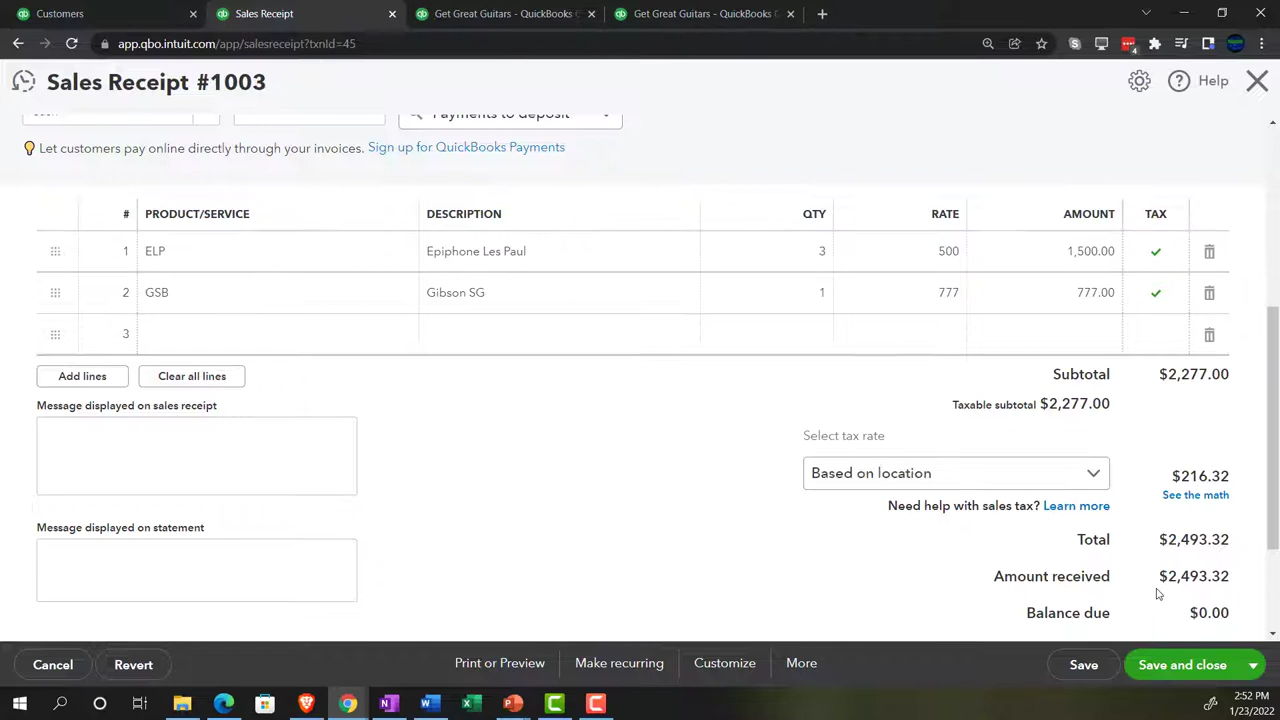 Customers
Sales Receipt
Get Great Guitars - QuickBooks
Get Great Guitars - QuickBooks
app.qbo.intuit.com/app/salesreceipt?txnId=45
4
Sales Receipt #1003
Help
Payments to deposit
Let customers pay online directly through your invoices. Sign up for QuickBooks Payments
# PRODUCT/SERVICE DESCRIPTION QTY RATE AMOUNT TAX
1 ELP Epiphone Les Paul 3 500 1,500.00
2 GSB Gibson SG 1 777 777.00
3
Add lines Clear all lines Subtotal $2,277.00
Message displayed on sales receipt Taxable subtotal $2,277.00
Select tax rate
Based on location $216.32
See the math
Need help with sales tax? Learn more
Message displayed on statement
Total $2,493.32
Amount received $2,493.32
Balance due $0.00
Cancel Revert Print or Preview Make recurring Customize More Save Save and close
2:52 PM
1/23/2022